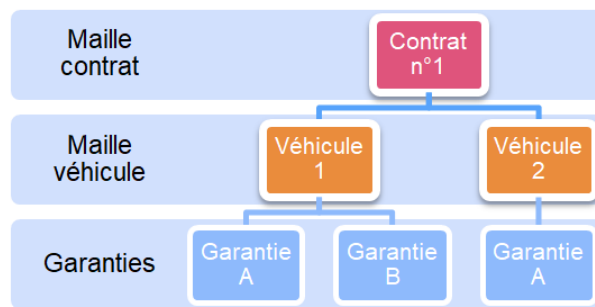 Maille
contrat
Contrat
n°1
Maille
véhicule
Véhicule
1
Véhicule
2
Garanties
Garantie
A
Garantie
B
Garantie
A